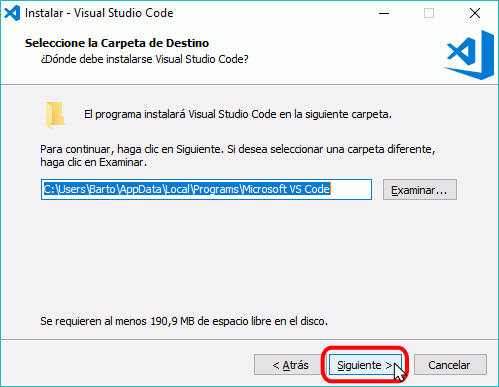 Instalar - Visual Studio Code
Seleccione la Carpeta de Destino
¿Dónde debe instalarse Visual Studio Code?
El programa instalará Visual Studio Code en la siguiente carpeta.
Para continuar, haga clic en Siguiente. Si desea seleccionar una carpeta diferente,
haga clic en Examinar.
C:\Users\Barto\AppData\Local\Programs\Microsoft VS Code
Examinar...
Se requieren al menos 190,9 MB de espacio libre en el disco.
< Atrás
Siguiente >
Cancelar